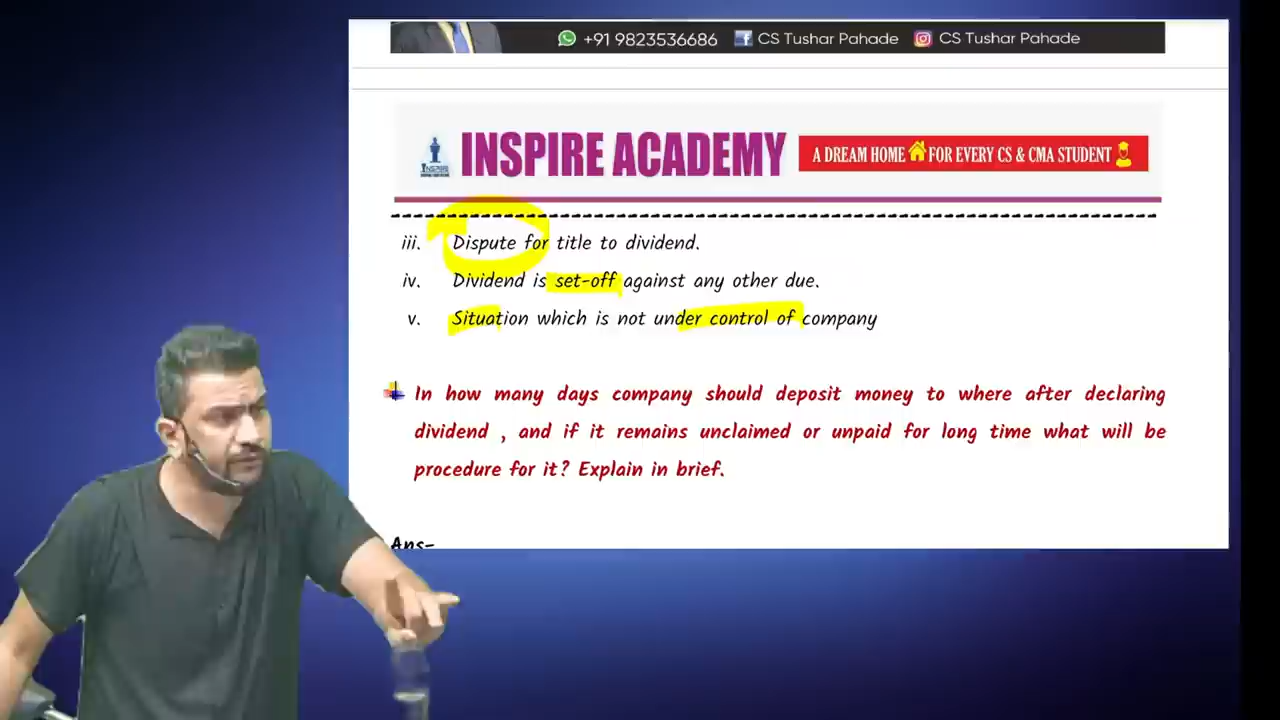 +91 9823536686 CS Tushar Pahade CS Tushar Pahade
INSPIRE ACADEMY A DREAM HOME FOR EVERY CS & CMA STUDENT
iii. Dispute for title to dividend.
iv. Dividend is set-off against any other due.
v. Situation which is not under control of company
In how many days company should deposit money to where after declaring
dividend , and if it remains unclaimed or unpaid for long time what will be
procedure for it? Explain in brief.
Ans-